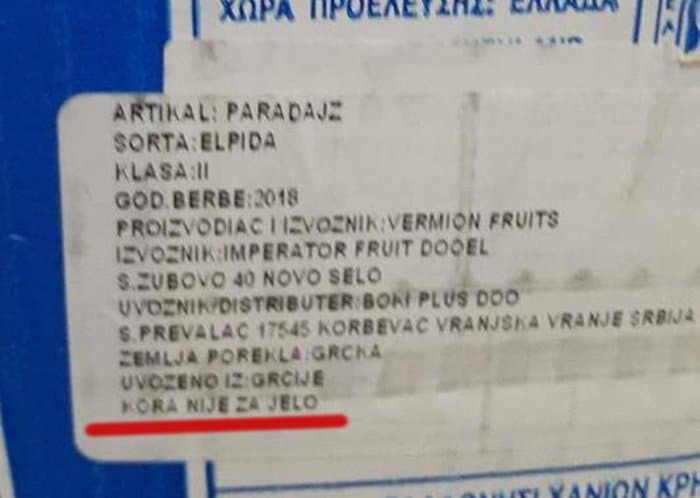 ΧΩΡΑ ΠΡΟΕΛΕΥΣΗΣ: ΕΛΛΑΔΑ
ARTIKAL: PARADAJZ
SORTA:ELPIDA
KLASA:II
GOD.BERBE:2018
PROIZVODIAC I IZVOZNIK:VERMION FRUITS
IZVOZNIK:IMPERATOR FRUIT DOOEL
S.ZUBOVO 40 NOVO SELO
UVOZNIK/DISTRIBUTER:BOKI PLUS DOO
S.PREVALAC 17545 KORBEVAC VRANJSKA VRANJE SRBIJA
ZEMLJA POREKLA:GRCKA
UVOZENO IZ:GRCIJE
KORA NIJE ZA JELO